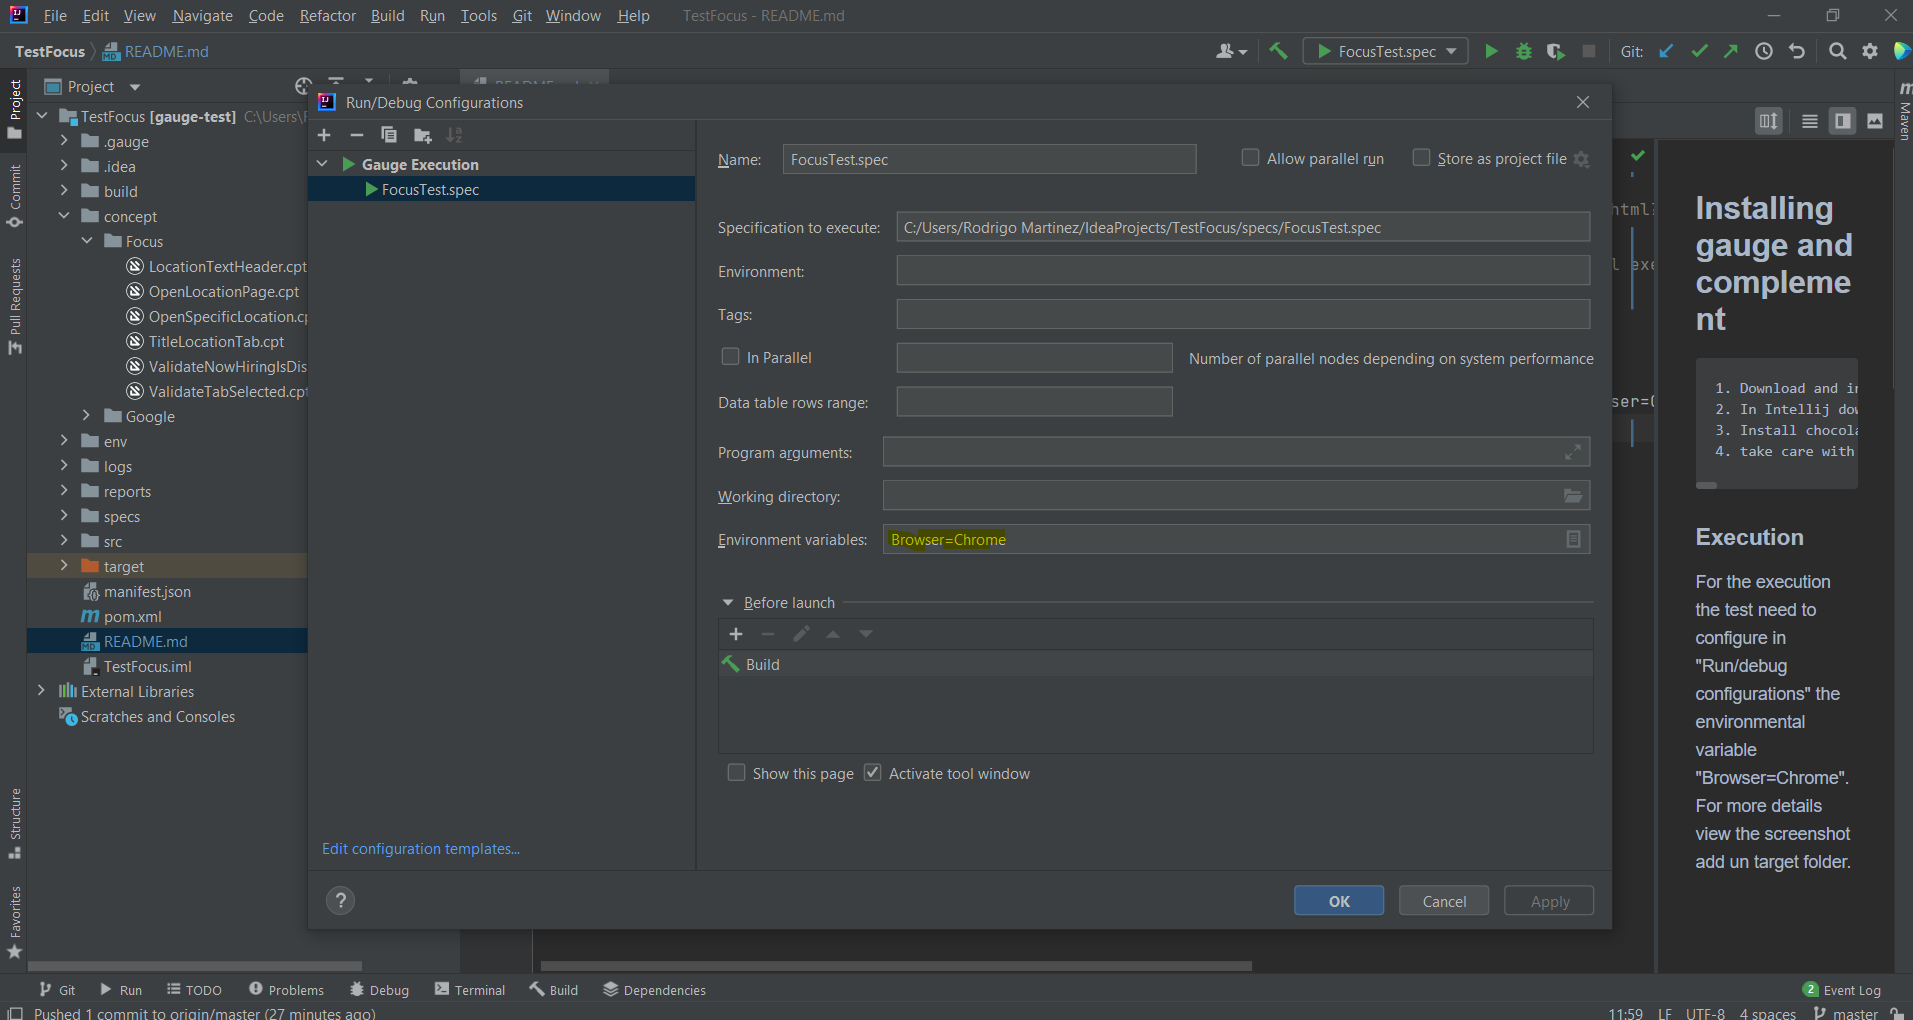 File Edit View Navigate Code Refactor Build Run Tools Git Window Help TestFocus - README.md
TestFocus README.md
FocusTest.spec
Git:
Project
Project
Commit
Pull Requests
Structure
Favorites
Maven
TestFocus [gauge-test] C:\Users\
.gauge
.idea
build
concept
Focus
LocationTextHeader.cpt
OpenLocationPage.cpt
OpenSpecificLocation.c
TitleLocationTab.cpt
ValidateNowHiringIsDis
ValidateTabSelected.cpt
Google
env
logs
reports
specs
src
target
manifest.json
pom.xml
README.md
TestFocus.iml
External Libraries
Scratches and Consoles
Run/Debug Configurations
Gauge Execution
FocusTest.spec
Edit configuration templates...
Name: FocusTest.spec
Allow parallel run
Store as project file
Specification to execute: C:/Users/Rodrigo Martinez/IdeaProjects/TestFocus/specs/FocusTest.spec
Environment:
Tags:
In Parallel
Number of parallel nodes depending on system performance
Data table rows range:
Program arguments:
Working directory:
Environment variables: Browser=Chrome
Before launch
Build
Show this page
Activate tool window
?
OK
Cancel
Apply
Installing
gauge and
compleme
nt
1. Download and i
2. In Intellij do
3. Install chocol
4. take care with
Execution
For the execution
the test need to
configure in
"Run/debug
configurations" the
environmental
variable
"Browser=Chrome".
For more details
view the screenshot
add un target folder.
Git Run TODO Problems Debug Terminal Build Dependencies
2 Event Log
Pushed 1 commit to origin/master (27 minutes ago)
11:59 LF UTF-8 4 spaces master